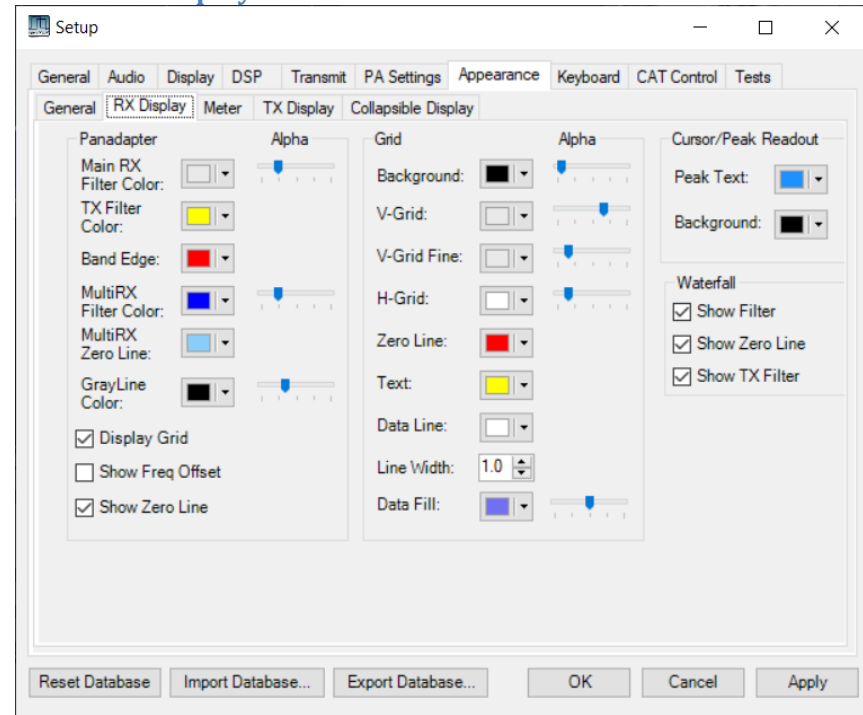 Setup
General Audio Display DSP Transmit PA Settings Appearance Keyboard CAT Control Tests
General RX Display Meter TX Display Collapsible Display
Panadapter Alpha
Main RX
Filter Color:
TX Filter
Color:
Band Edge:
MultiRX
Filter Color:
MultiRX
Zero Line:
GrayLine
Color:
Display Grid
Show Freq Offset
Show Zero Line
Grid Alpha
Background:
V-Grid:
V-Grid Fine:
H-Grid:
Zero Line:
Text:
Data Line:
Line Width: 1.0
Data Fill:
Cursor/Peak Readout
Peak Text:
Background:
Waterfall
Show Filter
Show Zero Line
Show TX Filter
Reset Database Import Database... Export Database... OK Cancel Apply